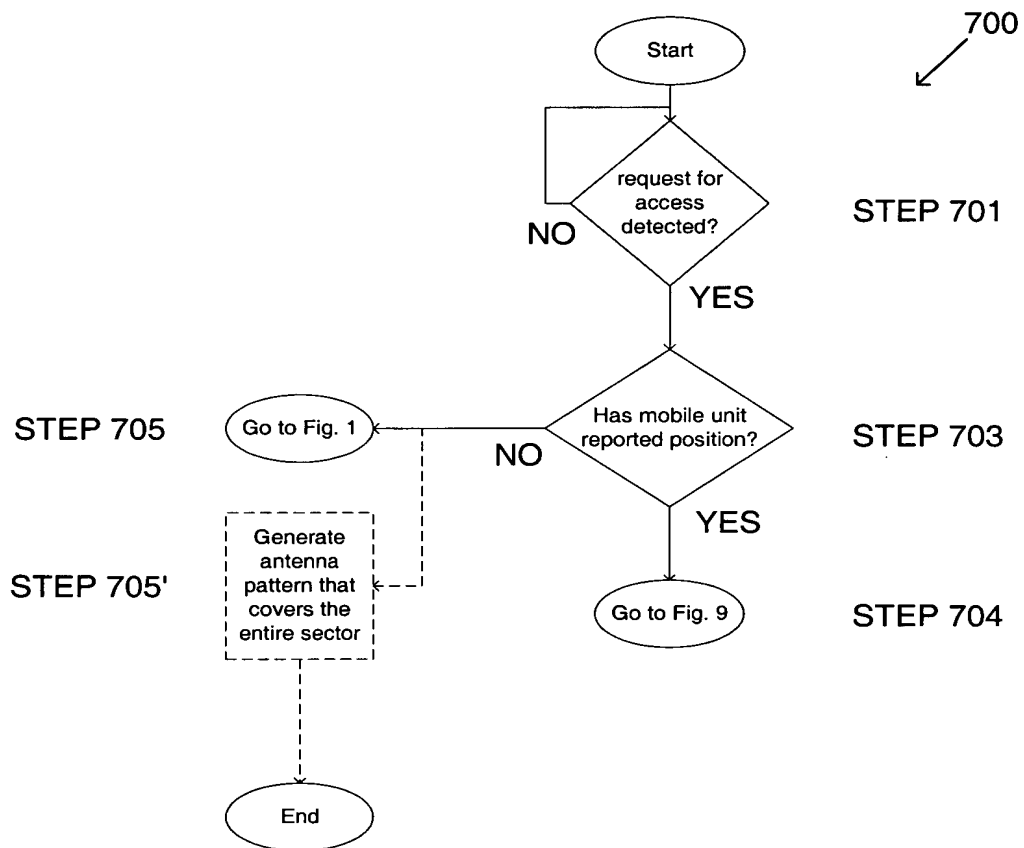 700
Start
request for
access
detected?
STEP 701
NO
YES
STEP 705
Go to Fig. 1
NO
Has mobile unit
reported position?
STEP 703
YES
STEP 705'
Generate
antenna
pattern that
covers the
entire sector
Go to Fig. 9
STEP 704
End